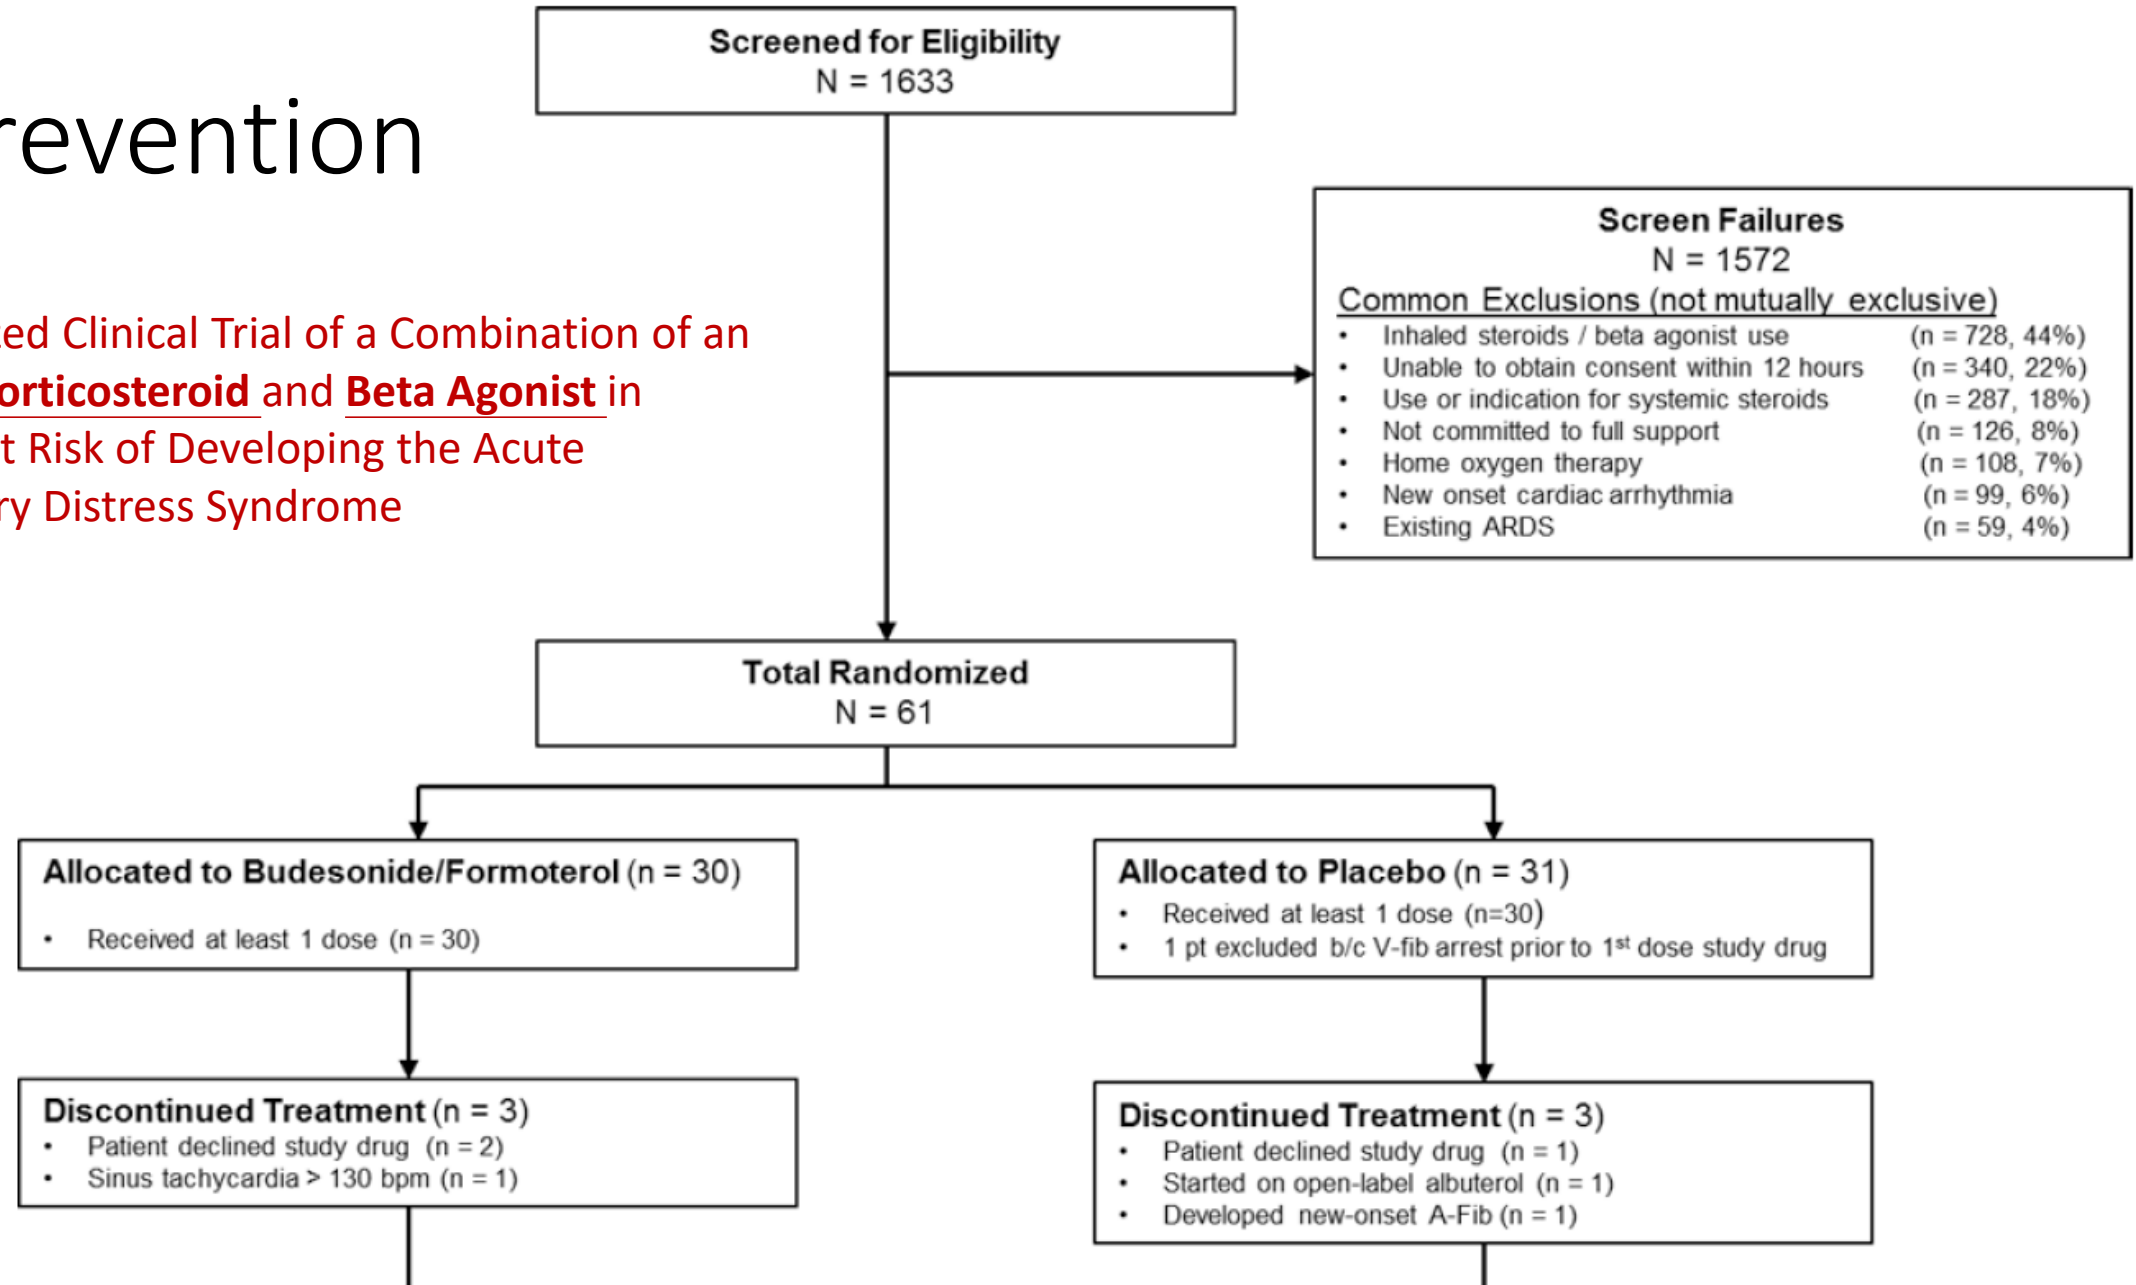 Screened for Eligibility
N = 1633
revention
ed Clinical Trial of a Combination of an
orticosteroid and Beta Agonist in
t Risk of Developing the Acute
ry Distress Syndrome
Screen Failures
N = 1572
Common Exclusions (not mutually exclusive)
• Inhaled steroids / beta agonist use (n = 728, 44%)
• Unable to obtain consent within 12 hours (n = 340, 22%)
• Use or indication for systemic steroids (n = 287, 18%)
• Not committed to full support (n = 126, 8%)
• Home oxygen therapy (n = 108, 7%)
• New onset cardiac arrhythmia (n = 99, 6%)
• Existing ARDS (n = 59, 4%)
Total Randomized
N = 61
Allocated to Budesonide/Formoterol (n = 30)
• Received at least 1 dose (n = 30)
Allocated to Placebo (n = 31)
• Received at least 1 dose (n=30)
• 1 pt excluded b/c V-fib arrest prior to 1st dose study drug
Discontinued Treatment (n = 3)
• Patient declined study drug (n = 2)
• Sinus tachycardia > 130 bpm (n = 1)
Discontinued Treatment (n = 3)
• Patient declined study drug (n = 1)
• Started on open-label albuterol (n = 1)
• Developed new-onset A-Fib (n = 1)